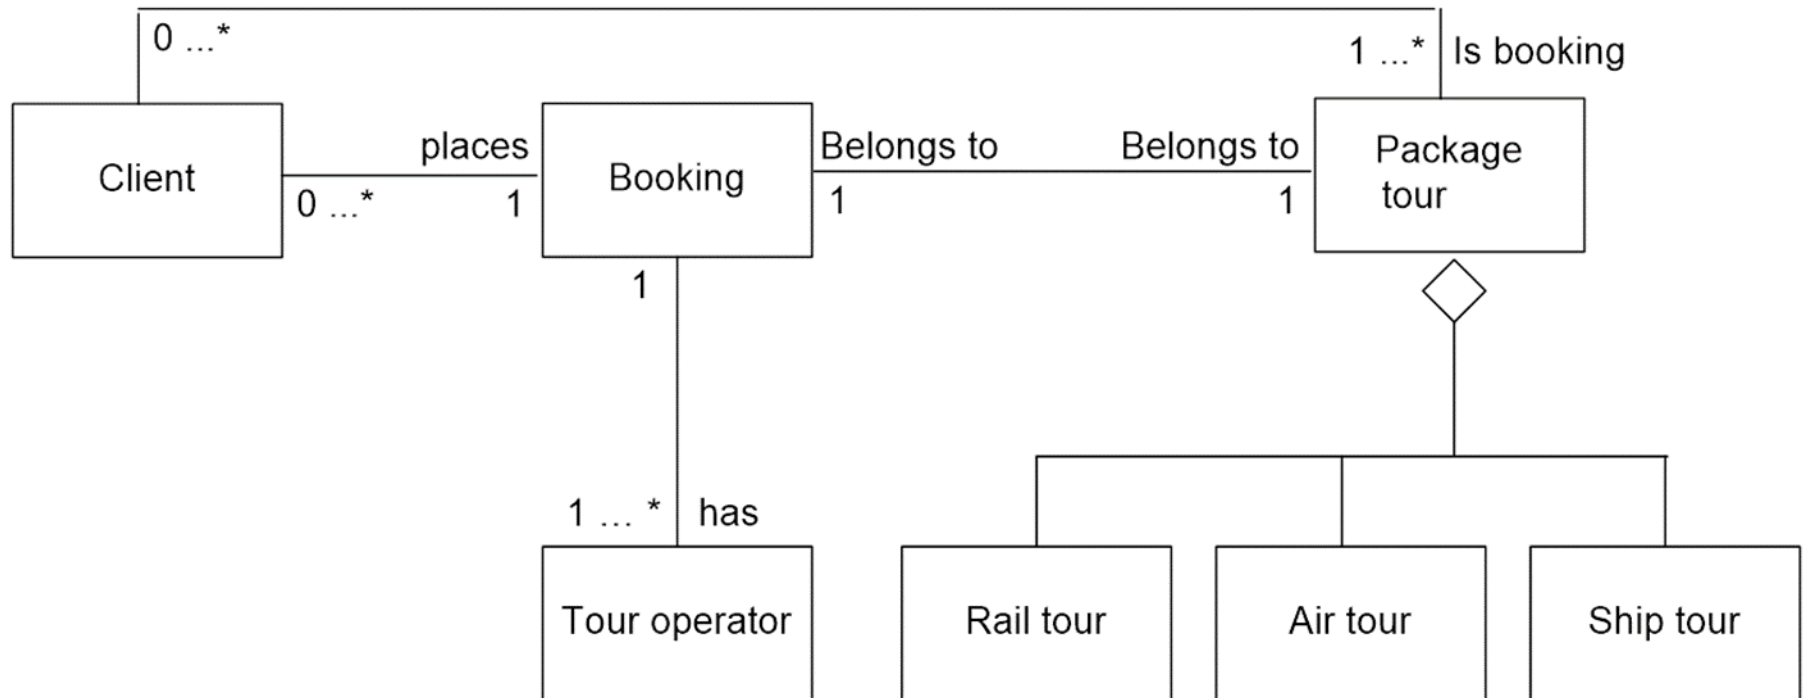 0 ...*
1 ...* Is booking
Client
places
Booking
Belongs to
Belongs to
Package
tour
0 ...*
1
1
1
1
1 ... * has
Tour operator
Rail tour
Air tour
Ship tour